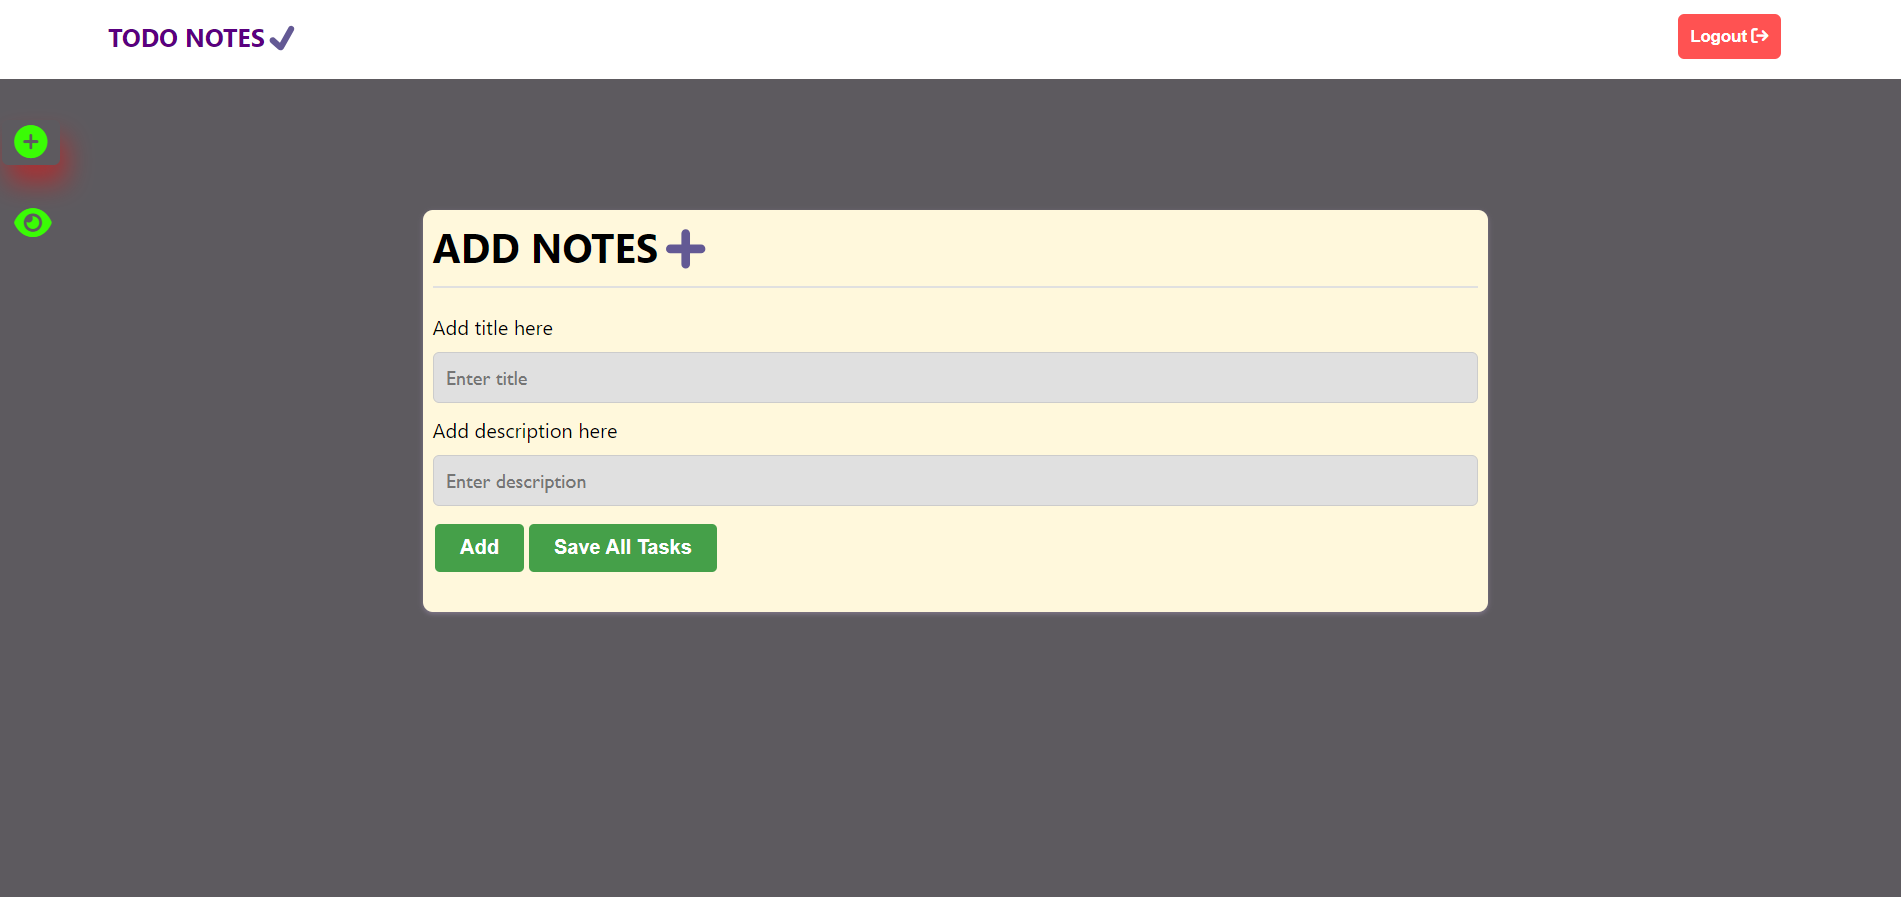 TODO NOTES
Logout
ADD NOTES
Add title here
Enter title
Add description here
Enter description
Add
Save All Tasks